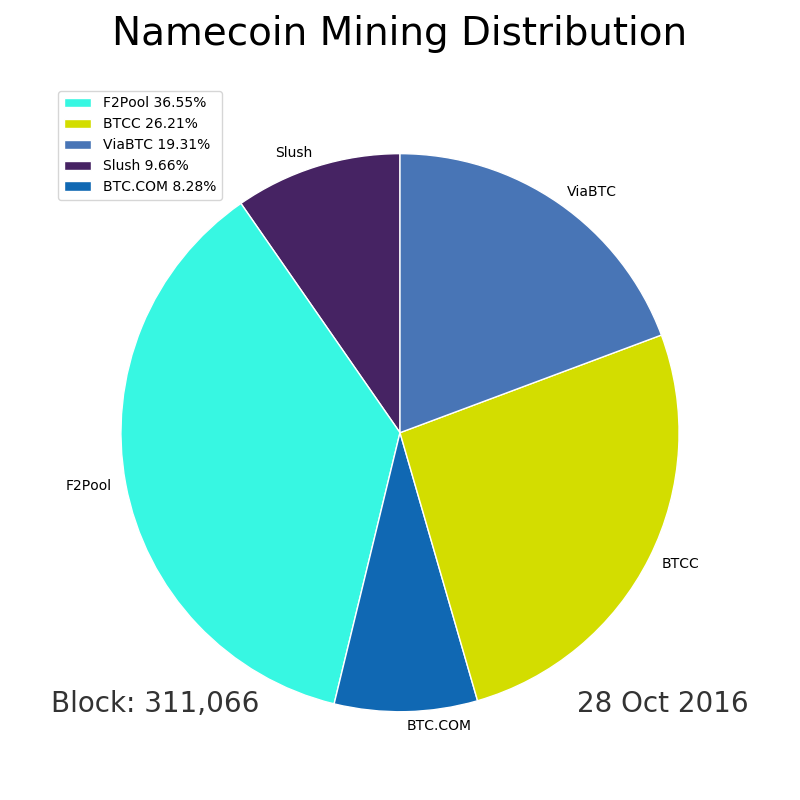 Namecoin Mining Distribution
F2Pool 36.55%
BTCC 26.21%
ViaBTC 19.31%
Slush 9.66%
BTC.COM 8.28%
Slush
ViaBTC
F2Pool
BTCC
BTC.COM
Block: 311,066
28 Oct 2016